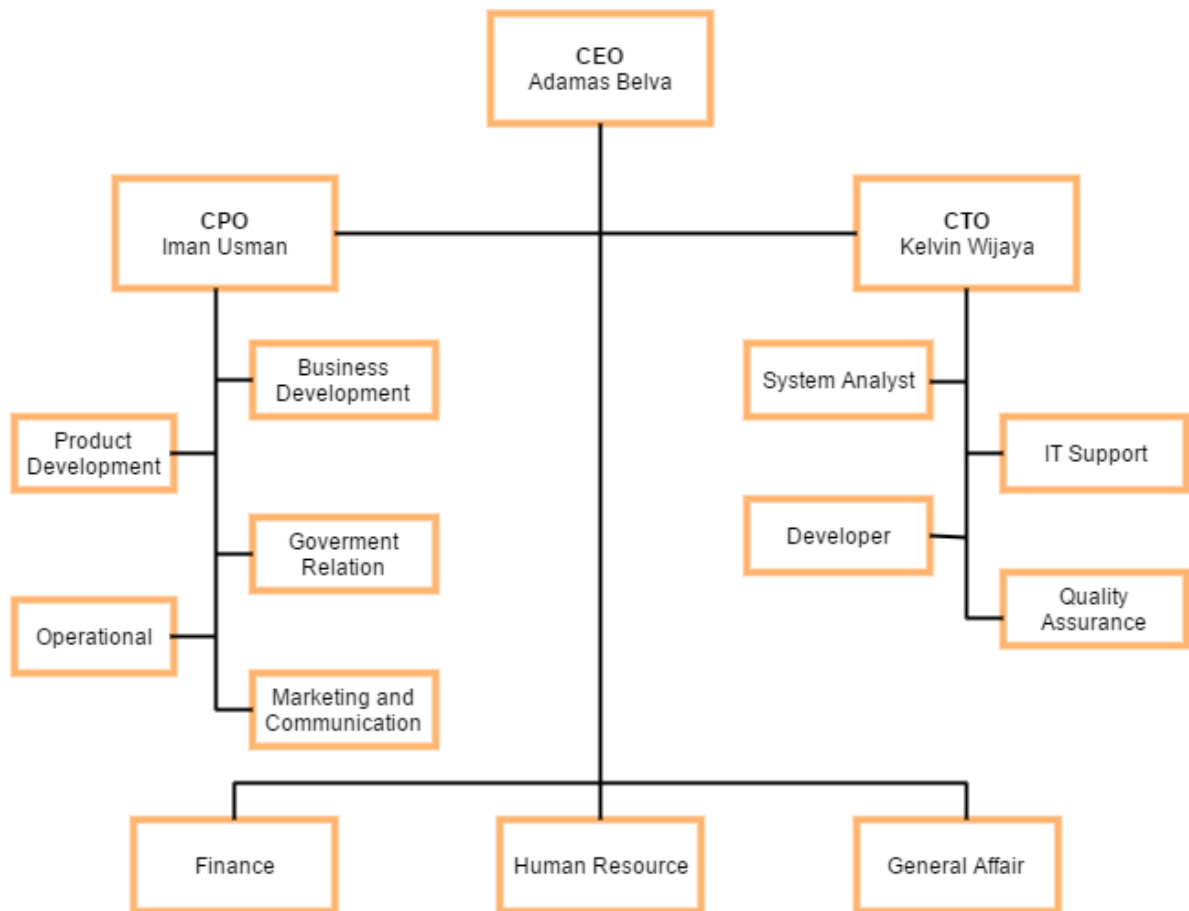 CEO
Adamas Belva
CPO
Iman Usman
CTO
Kelvin Wijaya
Business
Development
System Analyst
Product
Development
IT Support
Goverment
Relation
Developer
Operational
Quality
Assurance
Marketing and
Communication
Finance
Human Resource
General Affair